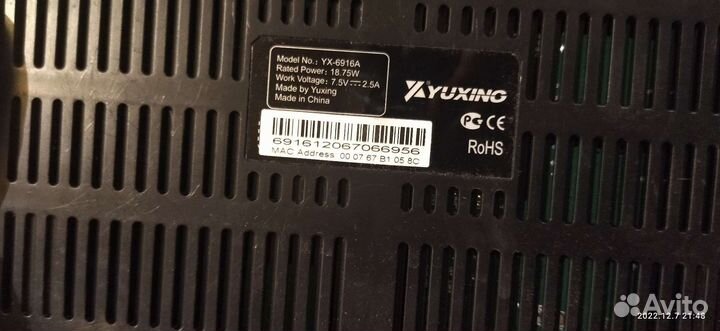 Model No.: YX-6916A
Rated Power: 18.75W
Work Voltage: 7.5V⎓2.5A
Made by Yuxing
Made in China
YUXING
PG CE
RoHS
691612067066956
MAC Address: 00 07 67 B1 05 8C
Avito
2022.12.7 21:48